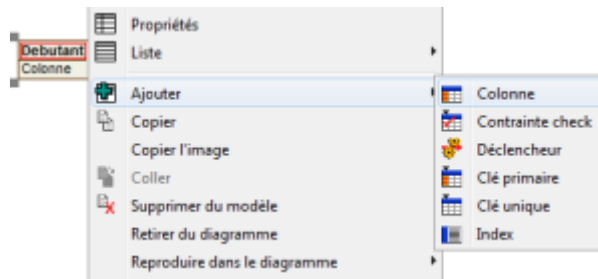 Debutant
Colonne
Propriétés
Liste
Ajouter
Copier
Copier l'image
Coller
Supprimer du modèle
Retirer du diagramme
Reproduire dans le diagramme
Colonne
Contrainte check
Déclencheur
Clé primaire
Clé unique
Index